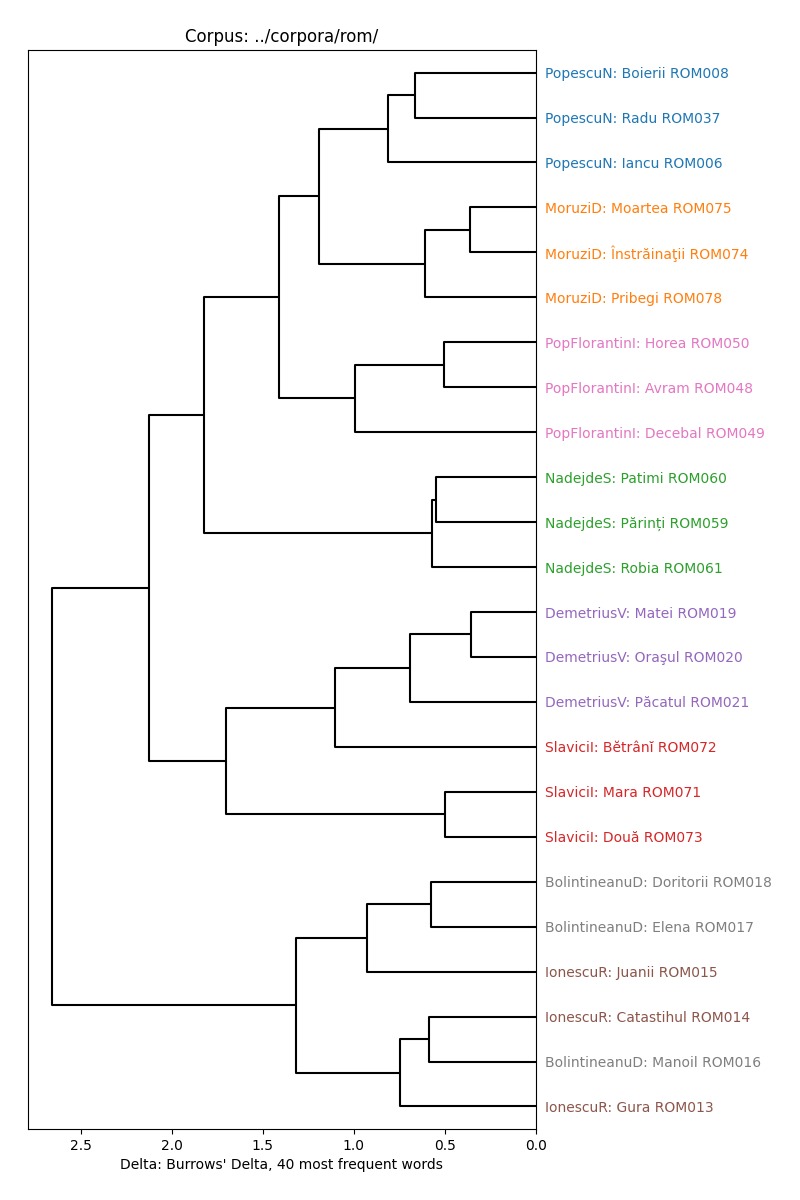 Corpus: ../corpora/rom/
PopescuN: Boierii ROM008
PopescuN: Radu ROM037
PopescuN: Iancu ROM006
MoruziD: Moartea ROM075
MoruziD: Înstrăinaţii ROM074
MoruziD: Pribegi ROM078
PopFlorantinI: Horea ROM050
PopFlorantinI: Avram ROM048
PopFlorantinI: Decebal ROM049
NadejdeS: Patimi ROM060
NadejdeS: Părinți ROM059
NadejdeS: Robia ROM061
DemetriusV: Matei ROM019
DemetriusV: Oraşul ROM020
DemetriusV: Păcatul ROM021
SlaviciI: Bĕtrânĭ ROM072
SlaviciI: Mara ROM071
SlaviciI: Două ROM073
BolintineanuD: Doritorii ROM018
BolintineanuD: Elena ROM017
IonescuR: Juanii ROM015
IonescuR: Catastihul ROM014
BolintineanuD: Manoil ROM016
IonescuR: Gura ROM013
2.5 2.0 1.5 1.0 0.5 0.0
Delta: Burrows' Delta, 40 most frequent words